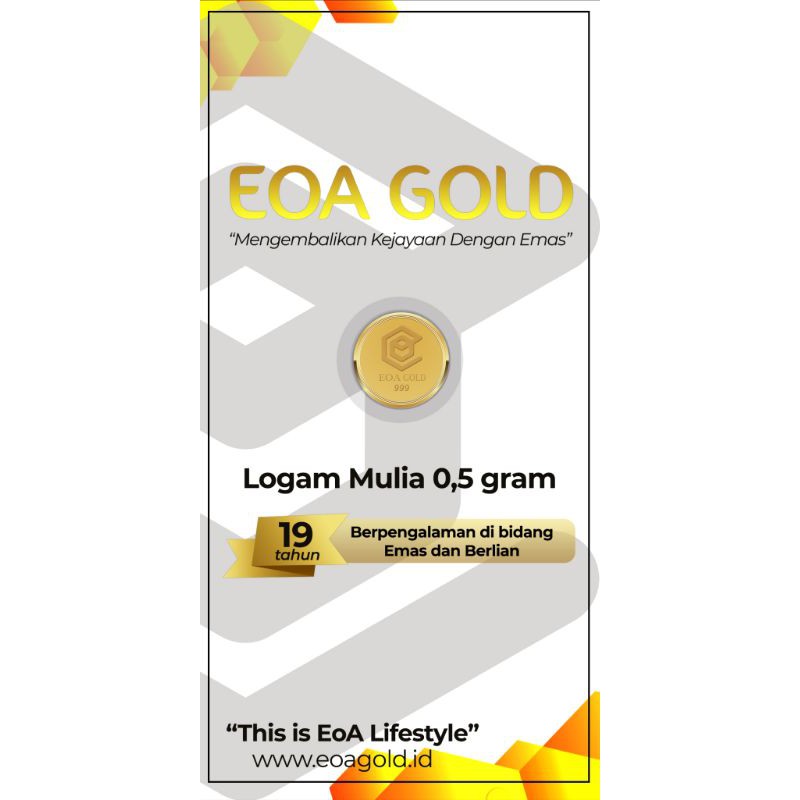 EOA GOLD
“Mengembalikan Kejayaan Dengan Emas”
EOA GOLD
999
Logam Mulia 0,5 gram
19
tahun
Berpengalaman di bidang
Emas dan Berlian
“This is EoA Lifestyle”
www.eoagold.id